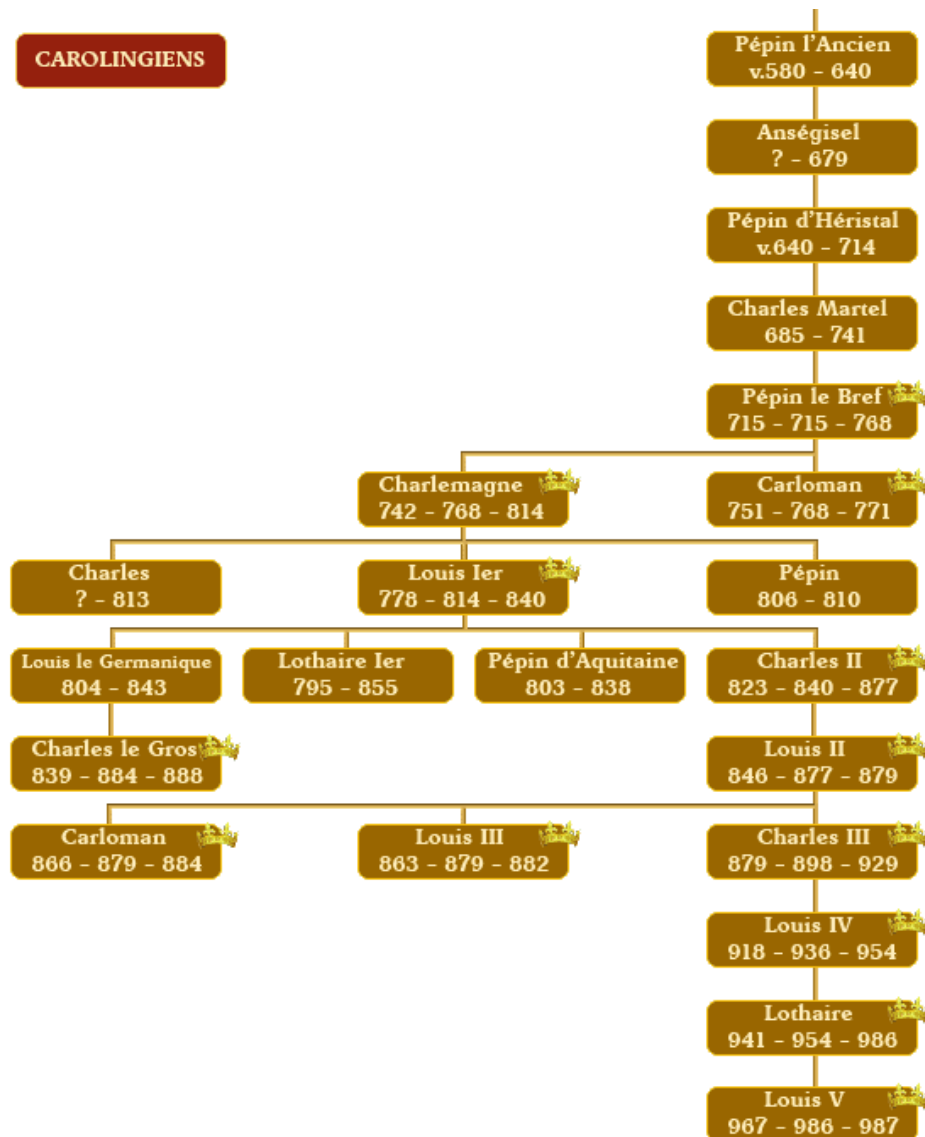 CAROLINGIENS
Pépin l'Ancien
v.580 - 640
Anségisel
? - 679
Pépin d'Héristal
v.640 - 714
Charles Martel
685 - 741
Pépin le Bref
715 - 715 - 768
Charlemagne
742 - 768 - 814
Carloman
751 - 768 - 771
Charles
? - 813
Louis Ier
778 - 814 - 840
Pépin
806 - 810
Louis le Germanique
804 - 843
Lothaire Ier
795 - 855
Pépin d'Aquitaine
803 - 838
Charles II
823 - 840 - 877
Charles le Gros
839 - 884 - 888
Louis II
846 - 877 - 879
Carloman
866 - 879 - 884
Louis III
863 - 879 - 882
Charles III
879 - 898 - 929
Louis IV
918 - 936 - 954
Lothaire
941 - 954 - 986
Louis V
967 - 986 - 987